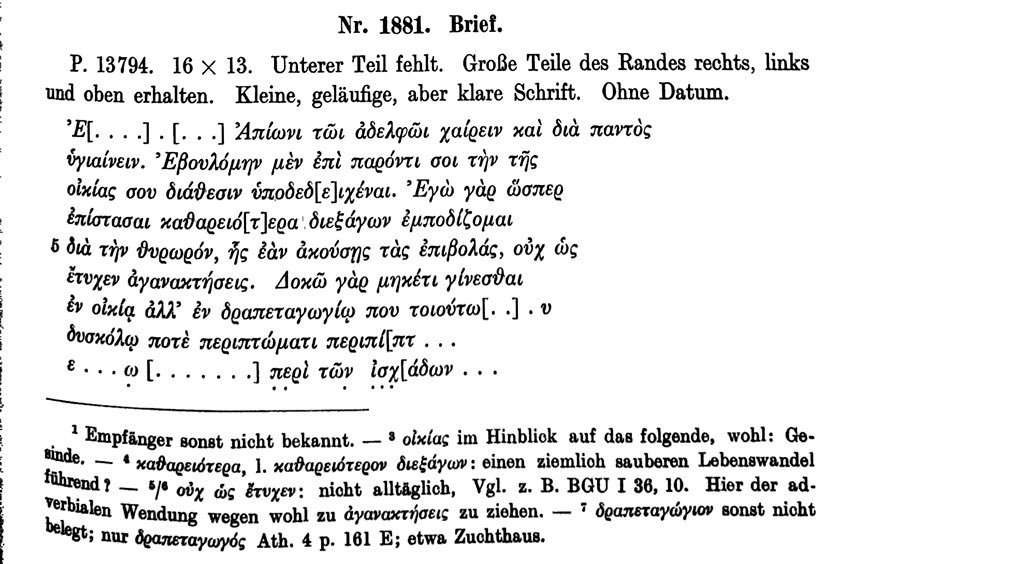 Nr. 1881. Brief.
P. 13794. 16 × 13. Unterer Teil fehlt. Große Teile des Randes rechts, links
und oben erhalten. Kleine, geläufige, aber klare Schrift. Ohne Datum.
Ἐ[. . . .] . [. . .] Ἀπίωνι τῶι ἀδελφῶι χαίρειν καὶ διὰ παντὸς
ὑγιαίνειν. Ἐβουλόμην μὲν ἐπὶ παρόντι σοι τὴν τῆς
οἰκίας σου διάθεσιν ὑποδεδ[ε]ιχέναι. Ἐγὼ γὰρ ὥσπερ
ἐπίστασαι καθαρειό[τ]ερα διεξάγων ἐμποδίζομαι
5 διὰ τὴν θυρωρόν, ἧς ἐὰν ἀκούσῃς τὰς ἐπιβολάς, οὐχ ὡς
ἔτυχεν ἀγανακτήσεις. Δοκῶ γὰρ μηκέτι γίνεσθαι
ἐν οἰκίᾳ ἀλλ’ ἐν δραπεταγωγίῳ που τοιούτω[. .] . υ
δυσκόλῳ ποτὲ περιπτώματι περιπί[πτ . . .
ε . . . ω̣ [. . . . . . .] π̣ε̣ρὶ τῶν̣ ἰ̣σ̣χ̣[άδων . . .
¹ Empfänger sonst nicht bekannt. — ³ οἰκίας im Hinblick auf das folgende, wohl: Ge-
sinde. — ⁴ καθαρειότερα, l. καθαρειότερον διεξάγων: einen ziemlich sauberen Lebenswandel
führend? — ⁵/⁶ οὐχ ὡς ἔτυχεν: nicht alltäglich, Vgl. z. B. BGU I 36, 10. Hier der ad-
verbialen Wendung wegen wohl zu ἀγανακτήσεις zu ziehen. — ⁷ δραπεταγώγιον sonst nicht
belegt; nur δραπεταγωγός Ath. 4 p. 161 E; etwa Zuchthaus.